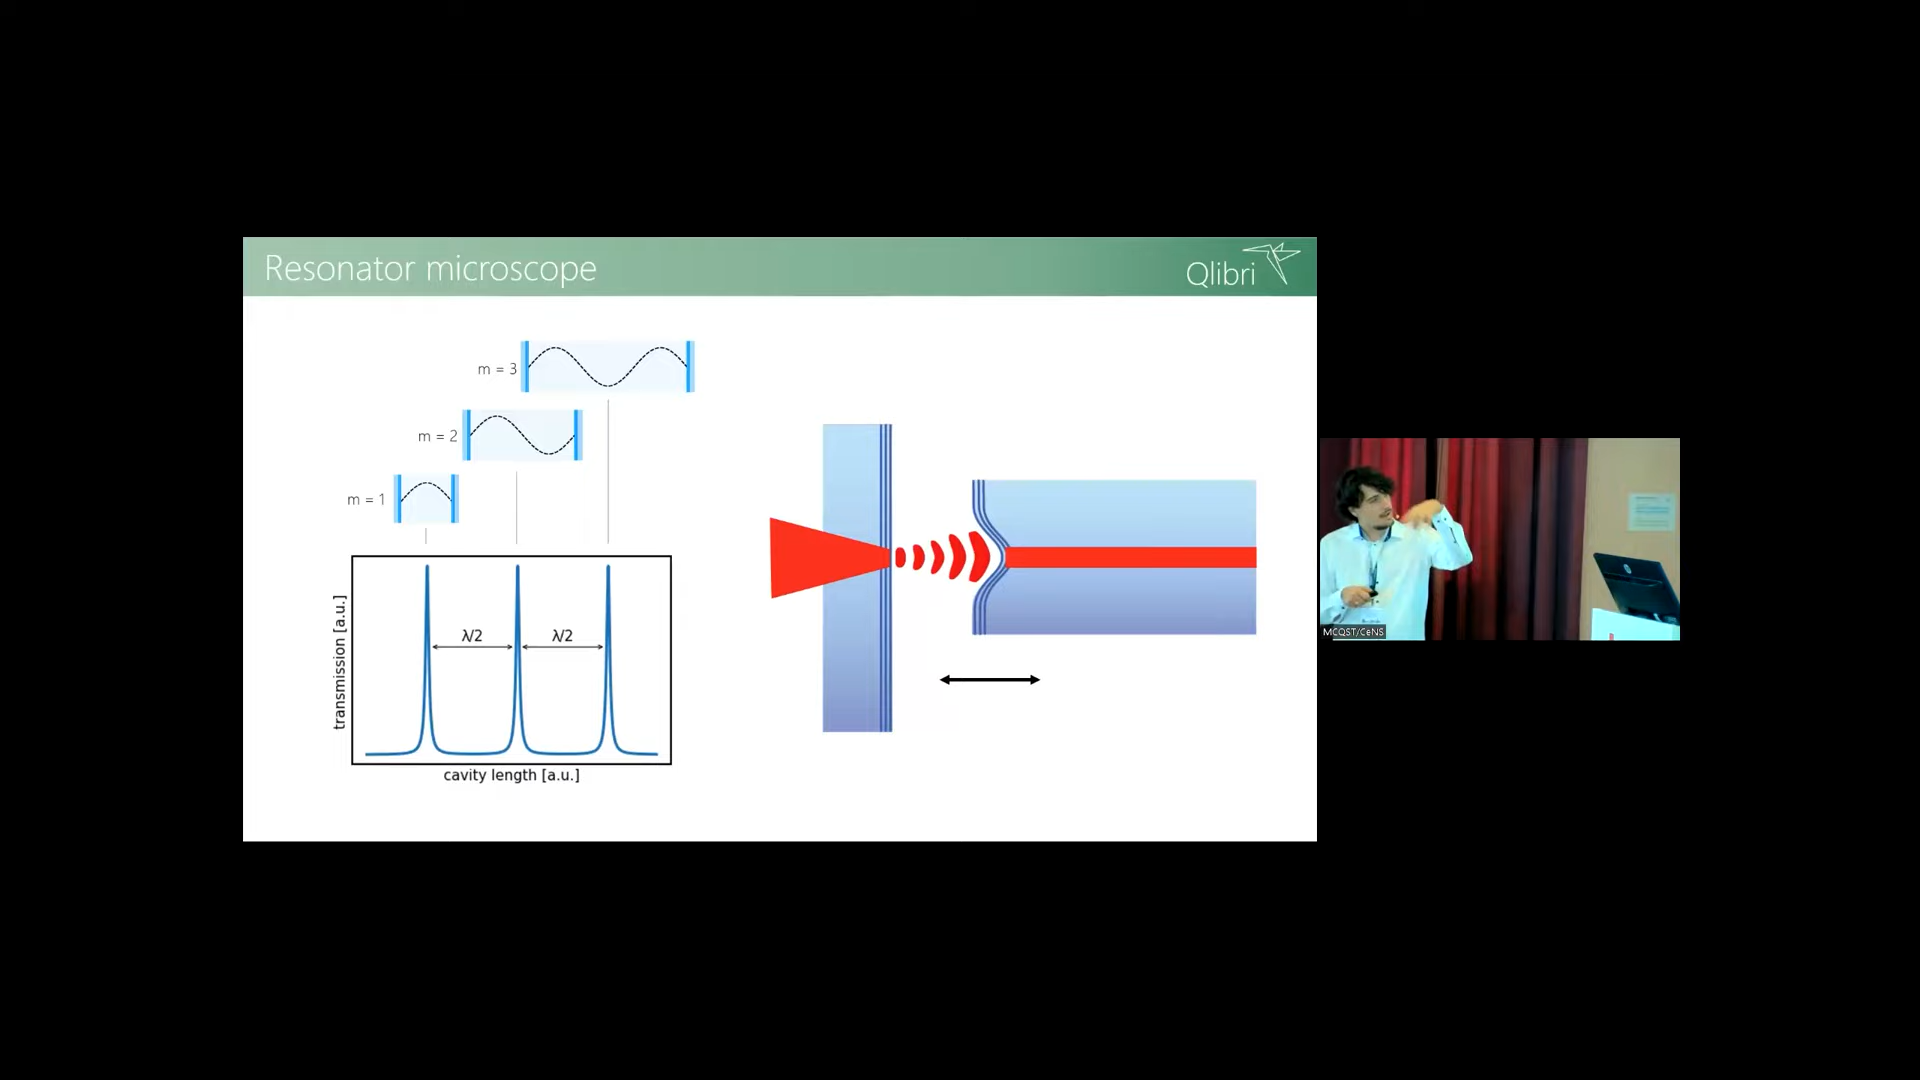 Resonator microscope
Qlibri
m = 3
m = 2
m = 1
λ/2
λ/2
transmission [a.u.]
cavity length [a.u.]
MCQST/CeNS